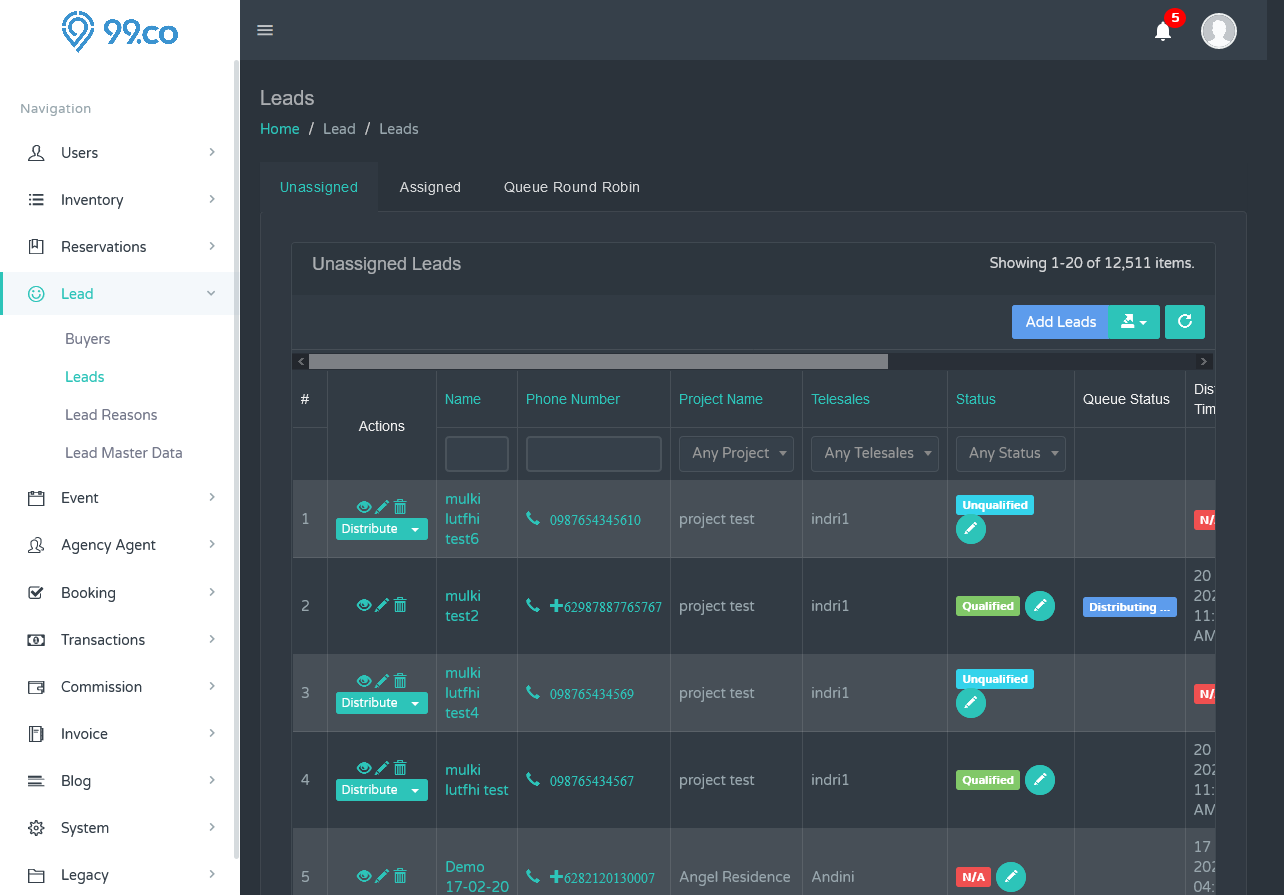 99.co
5
Navigation
Users
Inventory
Reservations
Lead
Buyers
Leads
Lead Reasons
Lead Master Data
Event
Agency Agent
Booking
Transactions
Commission
Invoice
Blog
System
Legacy
Leads
Home / Lead / Leads
Unassigned Assigned Queue Round Robin
Unassigned Leads Showing 1-20 of 12,511 items.
Add Leads
# Actions Name Phone Number Project Name Telesales Status Queue Status
Any Project Any Telesales Any Status
1 Distribute mulki lutfhi test6 0987654345610 project test indri1 Unqualified
2 mulki test2 +62987887765767 project test indri1 Qualified Distributing ... 20
11:
AM
3 Distribute mulki lutfhi test4 098765434569 project test indri1 Unqualified
4 Distribute mulki lutfhi test 098765434567 project test indri1 Qualified 20
11:
AM
5 Demo 17-02-20 +6282120130007 Angel Residence Andini N/A 17
04: